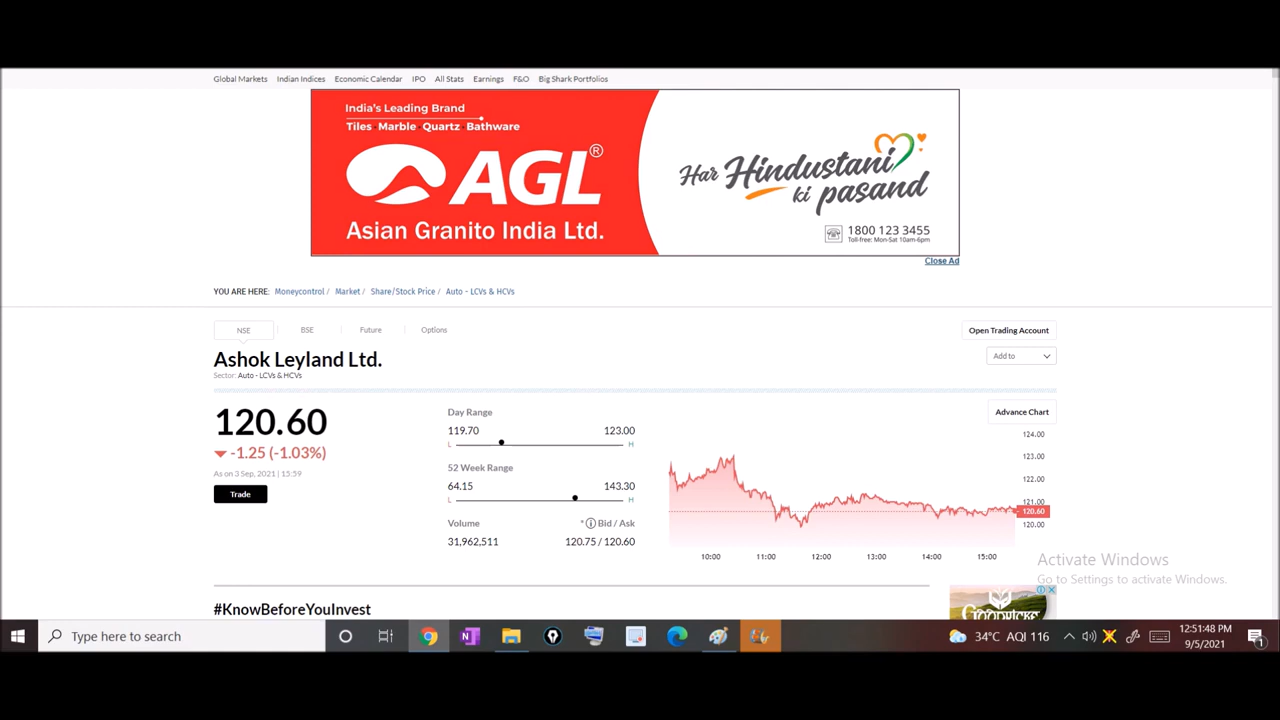 Global Markets Indian Indices Economic Calendar IPO All Stats Earnings F&O Big Shark Portfolios
India's Leading Brand
Tiles Marble Quartz Bathware
AGL®
Asian Granito India Ltd.
Har Hindustani
ki pasand
1800 123 3455
Toll-free: Mon-Sat 10am-6pm
Close Ad
YOU ARE HERE: Moneycontrol / Market / Share/Stock Price / Auto - LCVs & HCVs
NSE BSE Future Options
Open Trading Account
Ashok Leyland Ltd.
Add to
Sector: Auto - LCVs & HCVs
120.60
-1.25 (-1.03%)
As on 3 Sep, 2021 | 15:59
Trade
Day Range
119.70 123.00
L H
52 Week Range
64.15 143.30
L H
Volume * Bid / Ask
31,962,511 120.75 / 120.60
Advance Chart
124.00
123.00
122.00
121.00
120.60
120.00
10:00 11:00 12:00 13:00 14:00 15:00
Activate Windows
Go to Settings to activate Windows.
#KnowBeforeYouInvest
GOODRICKE
Type here to search
34°C AQI 116
12:51:48 PM
9/5/2021
1